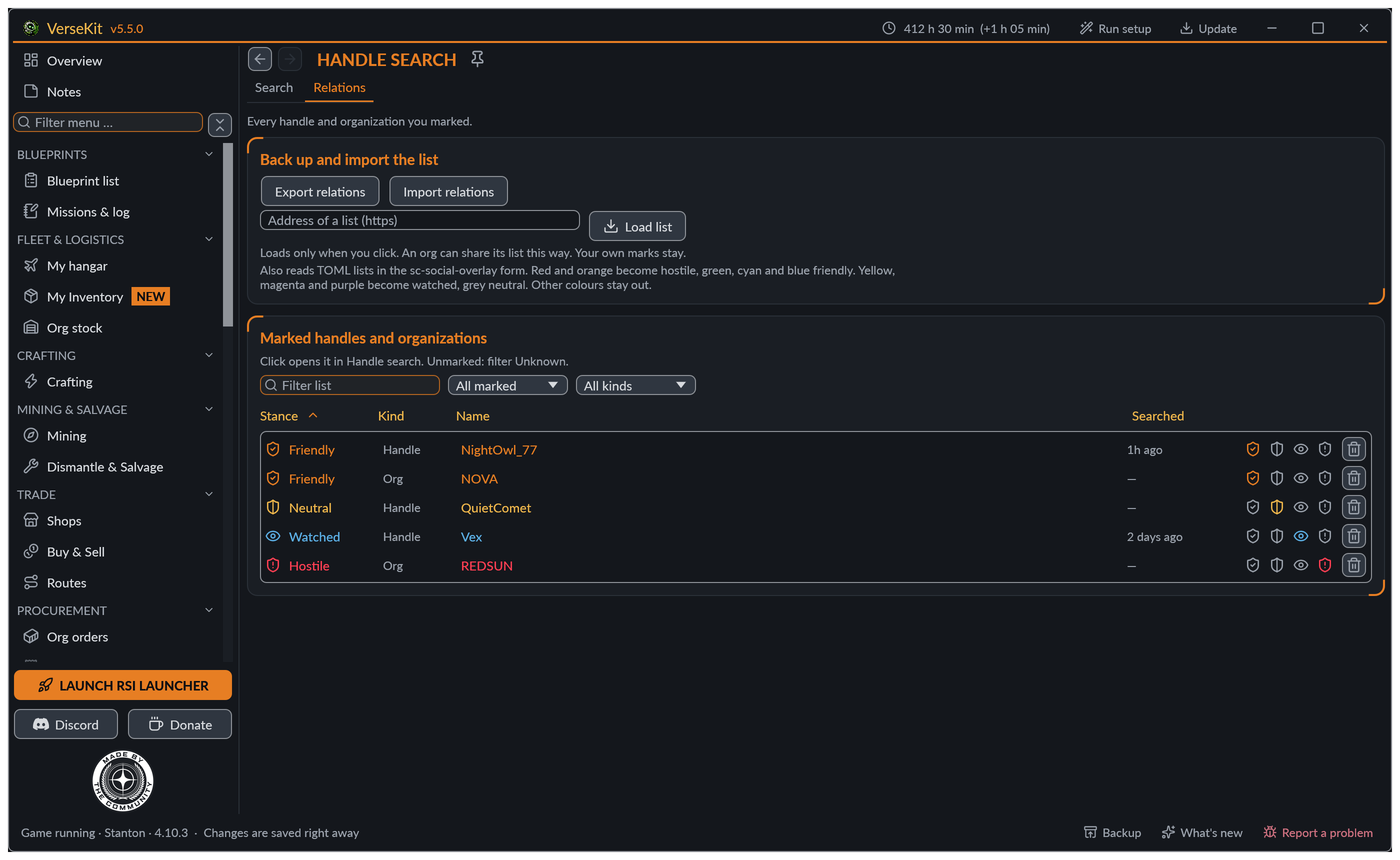 VerseKit v5.5.0
412 h 30 min (+1 h 05 min)
Run setup
Update
Overview
Notes
Filter menu ...
BLUEPRINTS
Blueprint list
Missions & log
FLEET & LOGISTICS
My hangar
My Inventory NEW
Org stock
CRAFTING
Crafting
MINING & SALVAGE
Mining
Dismantle & Salvage
TRADE
Shops
Buy & Sell
Routes
PROCUREMENT
Org orders
LAUNCH RSI LAUNCHER
Discord
Donate
MADE BY
THE COMMUNITY
HANDLE SEARCH
Search
Relations
Every handle and organization you marked.
Back up and import the list
Export relations
Import relations
Address of a list (https)
Load list
Loads only when you click. An org can share its list this way. Your own marks stay.
Also reads TOML lists in the sc-social-overlay form. Red and orange become hostile, green, cyan and blue friendly. Yellow,
magenta and purple become watched, grey neutral. Other colours stay out.
Marked handles and organizations
Click opens it in Handle search. Unmarked: filter Unknown.
Filter list
All marked
All kinds
Stance Kind Name Searched
Friendly Handle NightOwl_77 1h ago
Friendly Org NOVA —
Neutral Handle QuietComet —
Watched Handle Vex 2 days ago
Hostile Org REDSUN —
Game running · Stanton · 4.10.3 · Changes are saved right away
Backup
What's new
Report a problem